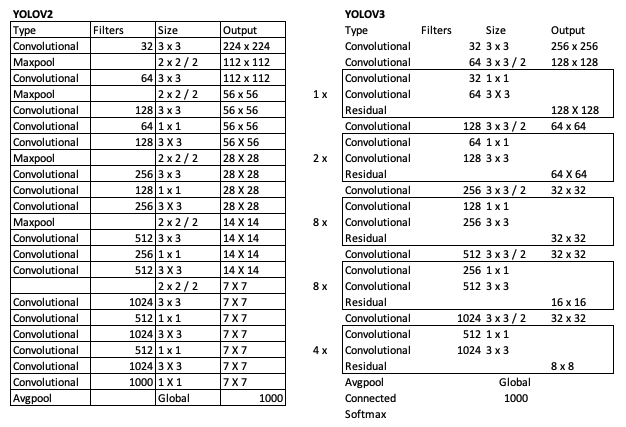 YOLOV2
Type Filters Size Output
Convolutional 32 3 x 3 224 x 224
Maxpool 2 x 2 / 2 112 x 112
Convolutional 64 3 x 3 112 x 112
Maxpool 2 x 2 / 2 56 x 56
Convolutional 128 3 x 3 56 x 56
Convolutional 64 1 x 1 56 x 56
Convolutional 128 3 X 3 56 X 56
Maxpool 2 x 2 / 2 28 X 28
Convolutional 256 3 x 3 28 X 28
Convolutional 128 1 x 1 28 X 28
Convolutional 256 3 X 3 28 X 28
Maxpool 2 x 2 / 2 14 X 14
Convolutional 512 3 x 3 14 X 14
Convolutional 256 1 x 1 14 X 14
Convolutional 512 3 X 3 14 X 14
2 x 2 / 2 7 X 7
Convolutional 1024 3 x 3 7 X 7
Convolutional 512 1 x 1 7 X 7
Convolutional 1024 3 X 3 7 X 7
Convolutional 512 1 x 1 7 X 7
Convolutional 1024 3 X 3 7 X 7
Convolutional 1000 1 X 1 7 X 7
Avgpool Global 1000
YOLOV3
Type Filters Size Output
Convolutional 32 3 x 3 256 x 256
Convolutional 64 3 x 3 / 2 128 x 128
Convolutional 32 1 x 1
1 x Convolutional 64 3 X 3
Residual 128 X 128
Convolutional 128 3 x 3 / 2 64 x 64
Convolutional 64 1 x 1
2 x Convolutional 128 3 x 3
Residual 64 X 64
Convolutional 256 3 x 3 / 2 32 x 32
Convolutional 128 1 x 1
8 x Convolutional 256 3 x 3
Residual 32 x 32
Convolutional 512 3 x 3 / 2 32 x 32
Convolutional 256 1 x 1
8 x Convolutional 512 3 x 3
Residual 16 x 16
Convolutional 1024 3 x 3 / 2 32 x 32
Convolutional 512 1 x 1
4 x Convolutional 1024 3 x 3
Residual 8 x 8
Avgpool Global
Connected 1000
Softmax